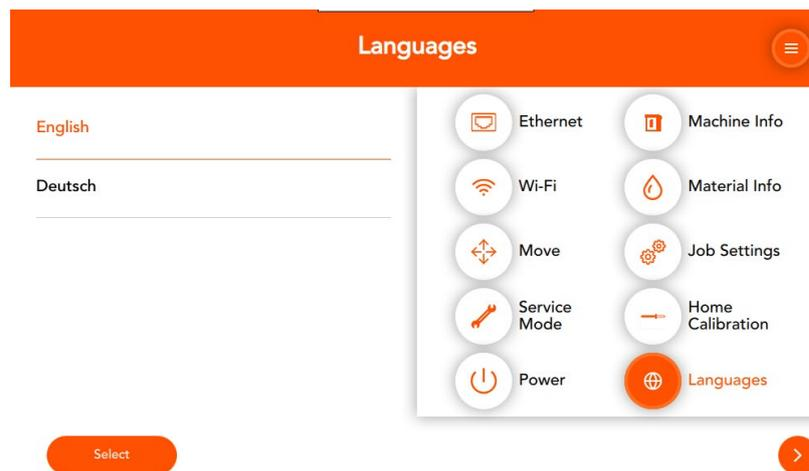 Languages
English
Deutsch
Ethernet
Machine Info
Wi-Fi
Material Info
Move
Job Settings
Service
Mode
Home
Calibration
Power
Languages
Select